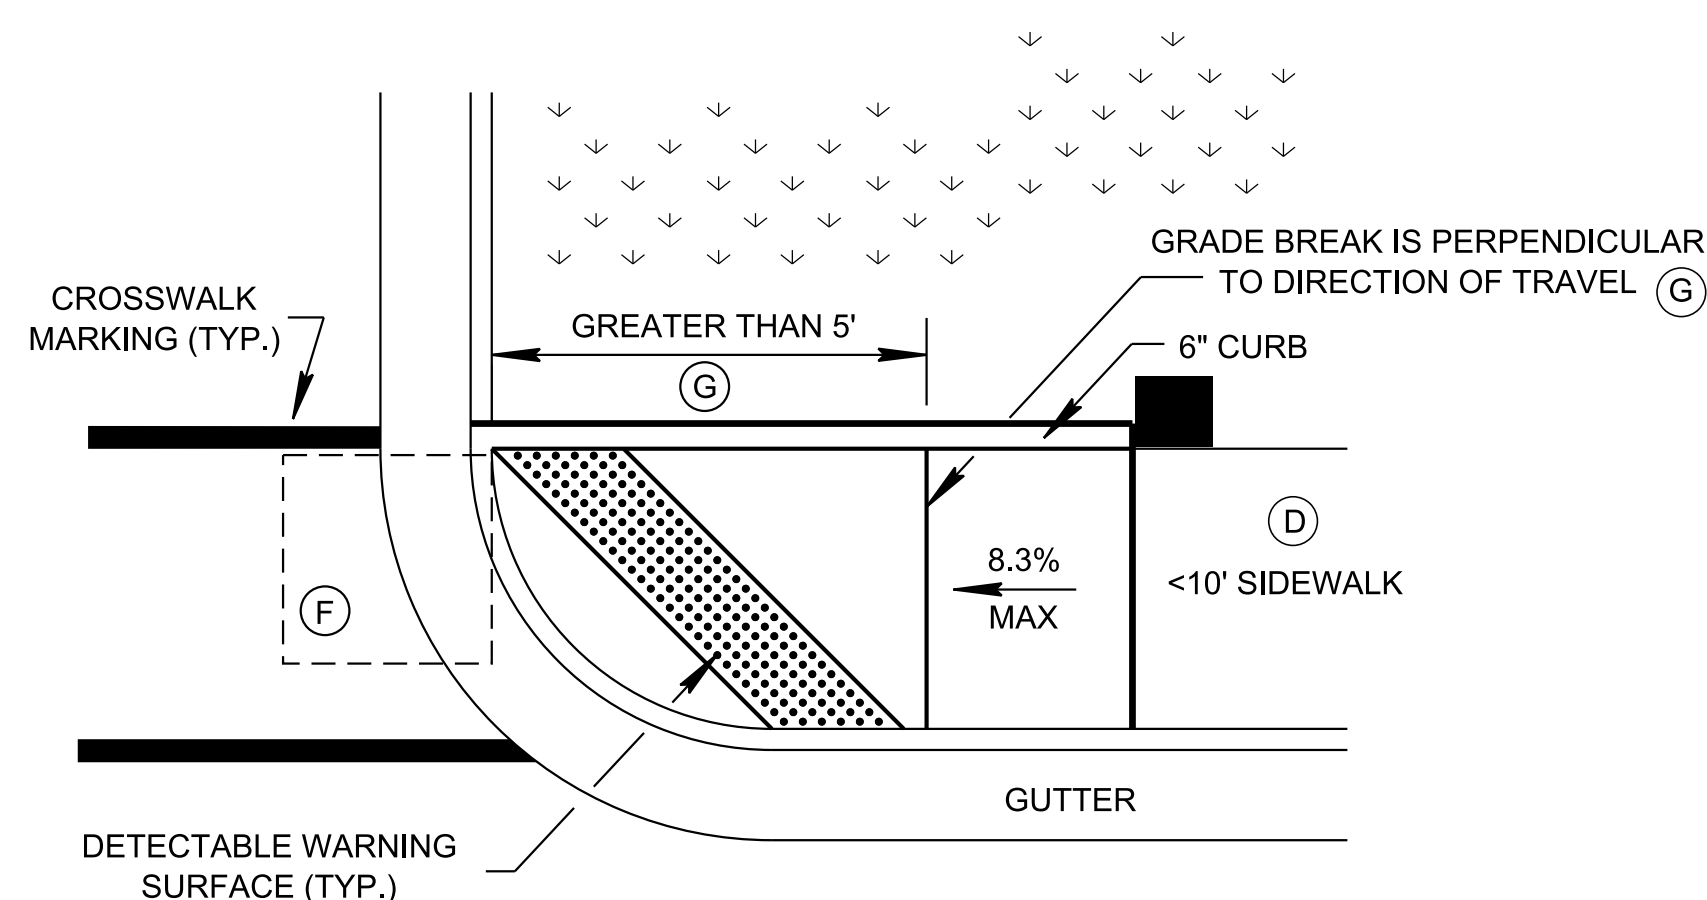 GRADE BREAK IS PERPENDICULAR
TO DIRECTION OF TRAVEL G
CROSSWALK
MARKING (TYP.)
GREATER THAN 5'
G
6" CURB
D
<10' SIDEWALK
8.3%
MAX
F
GUTTER
DETECTABLE WARNING
SURFACE (TYP.)